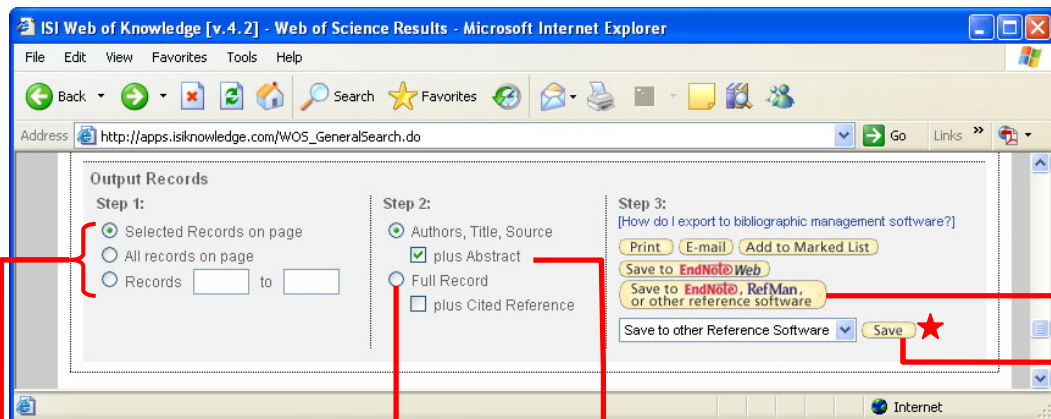 ISI Web of Knowledge [v.4.2] - Web of Science Results - Microsoft Internet Explorer
File Edit View Favorites Tools Help
Back Search Favorites
Address http://apps.isiknowledge.com/WOS_GeneralSearch.do Go Links »
Output Records
Step 1:
Selected Records on page
All records on page
Records to
Step 2:
Authors, Title, Source
plus Abstract
Full Record
plus Cited Reference
Step 3:
[How do I export to bibliographic management software?]
Print E-mail Add to Marked List
Save to EndNote Web
Save to EndNote, RefMan,
or other reference software
Save to other Reference Software Save
Internet